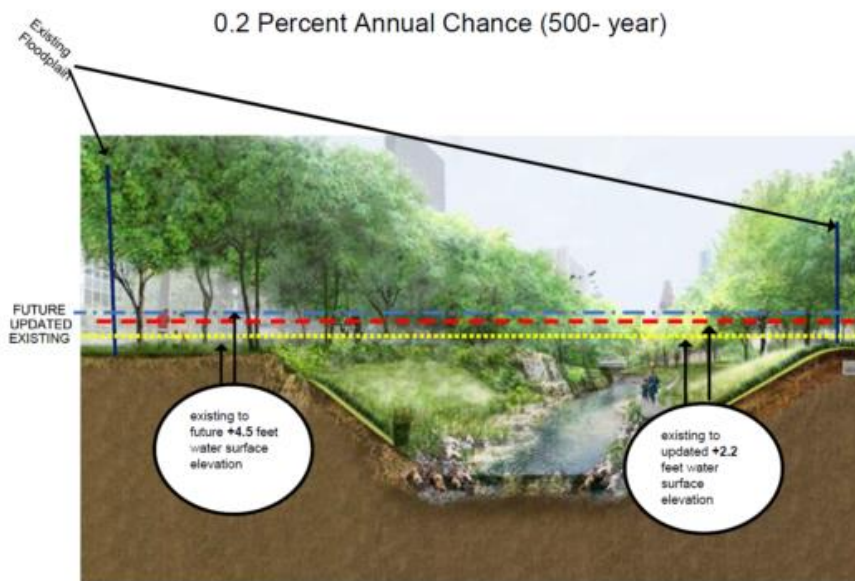 0.2 Percent Annual Chance (500- year)
Existing
Floodplain
FUTURE
UPDATED
EXISTING
existing to
future +4.5 feet
water surface
elevation
existing to
updated +2.2
feet water
surface
elevation